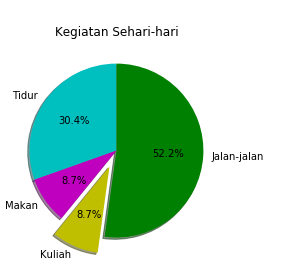 Kegiatan Sehari-hari
Tidur
30.4%
52.2%
Jalan-jalan
8.7%
Makan
8.7%
Kuliah